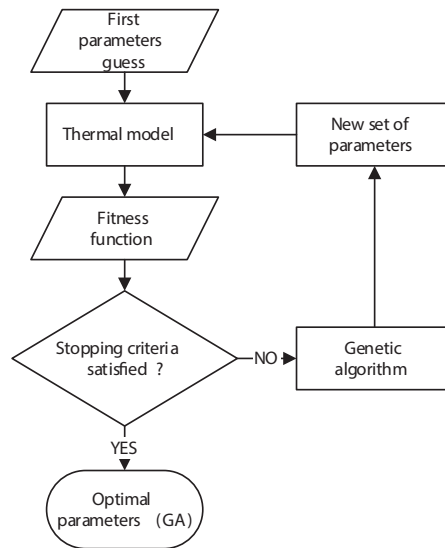 First
parameters
guess
Thermal model
New set of
parameters
Fitness
function
Stopping criteria
satisfied ?
NO
Genetic
algorithm
YES
Optimal
parameters (GA)